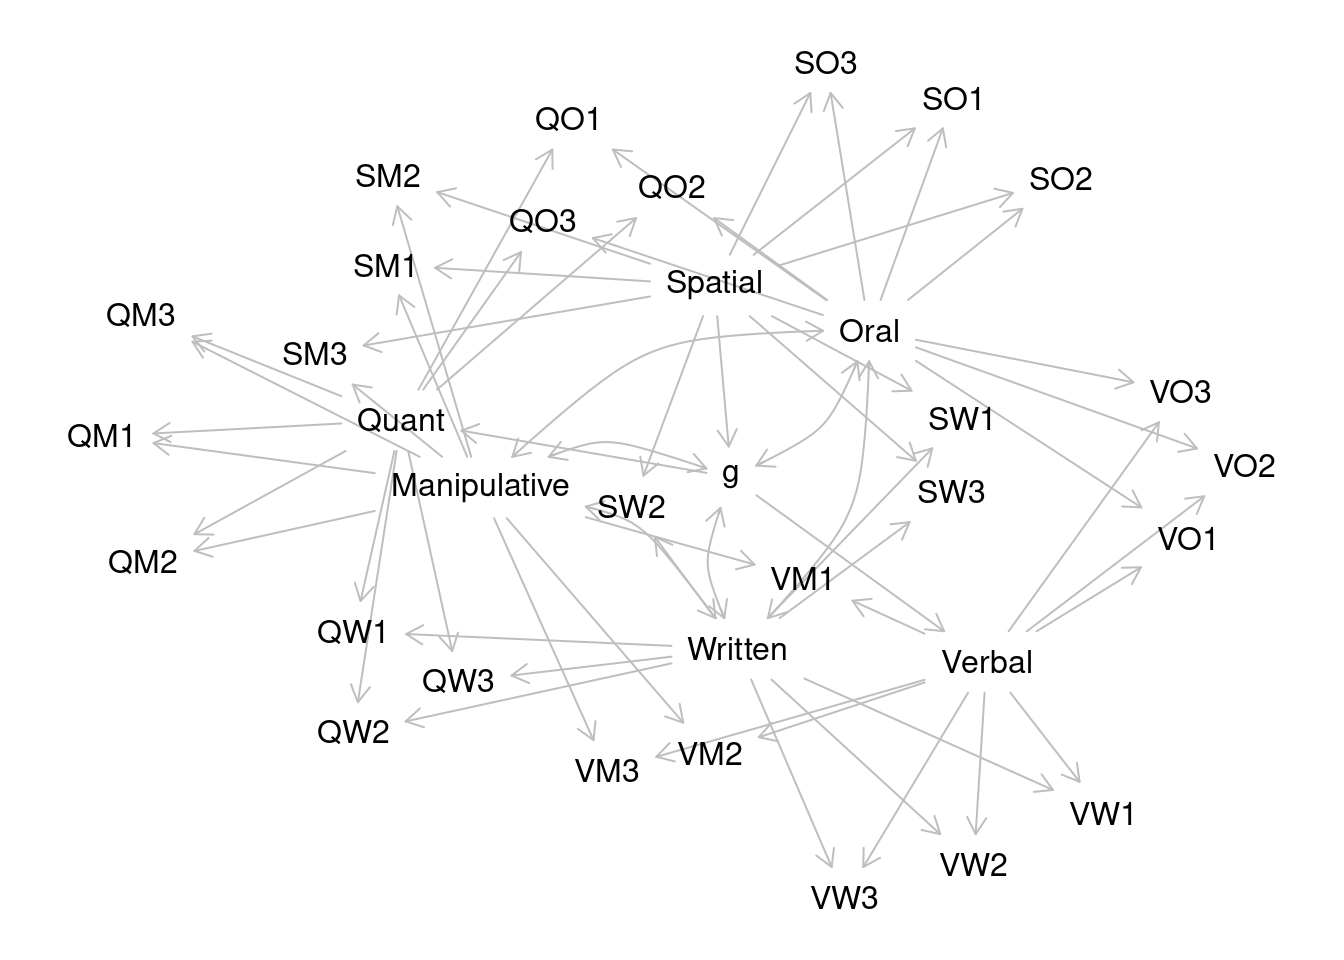 SO3
SO1
QO1
SM2
QO2
SO2
QO3
SM1
Spatial
QM3
Oral
SM3
VO3
Quant
SW1
QM1
VO2
g
Manipulative
SW3
SW2
VO1
QM2
VM1
QW1
Written
Verbal
QW3
QW2
VM2
VM3
VW1
VW2
VW3